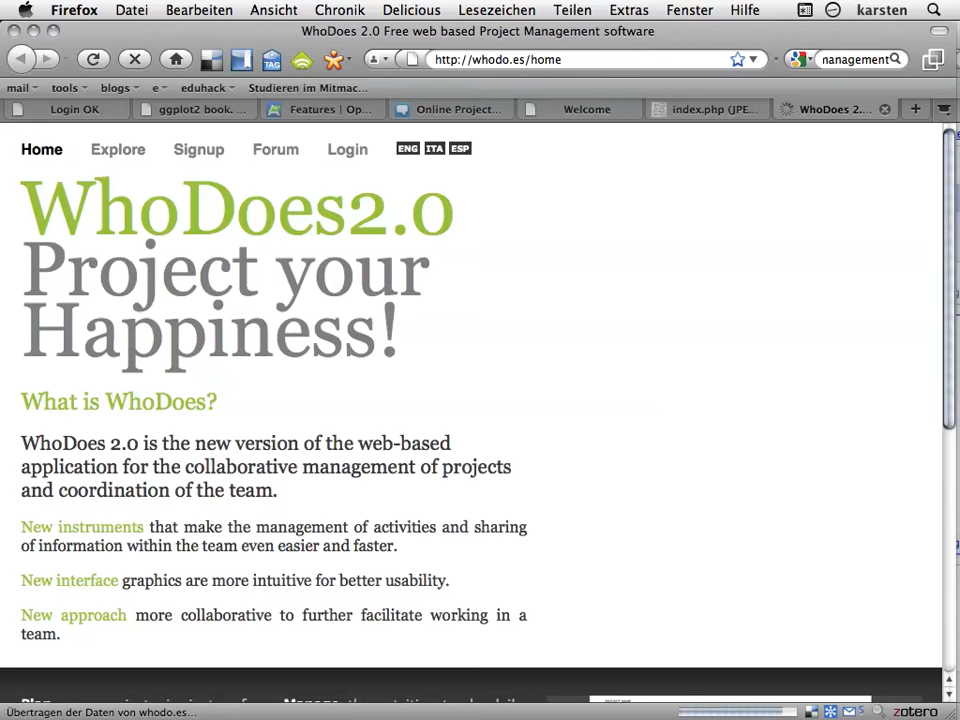 Firefox Datei Bearbeiten Ansicht Chronik Delicious Lesezeichen Teilen Extras Fenster Hilfe karsten
WhoDoes 2.0 Free web based Project Management software
http://whodo.es/home nanagement
mail tools blogs e eduhack Studieren im Mitmac...
Login OK ggplot2 book. ... Features | Op... Online Project... Welcome index.php (JPE... WhoDoes 2....
Home Explore Signup Forum Login ENG ITA ESP
WhoDoes2.0
Project your
Happiness!
What is WhoDoes?
WhoDoes 2.0 is the new version of the web-based
application for the collaborative management of projects
and coordination of the team.
New instruments that make the management of activities and sharing
of information within the team even easier and faster.
New interface graphics are more intuitive for better usability.
New approach more collaborative to further facilitate working in a
team.
Übertragen der Daten von whodo.es... 5 zotero